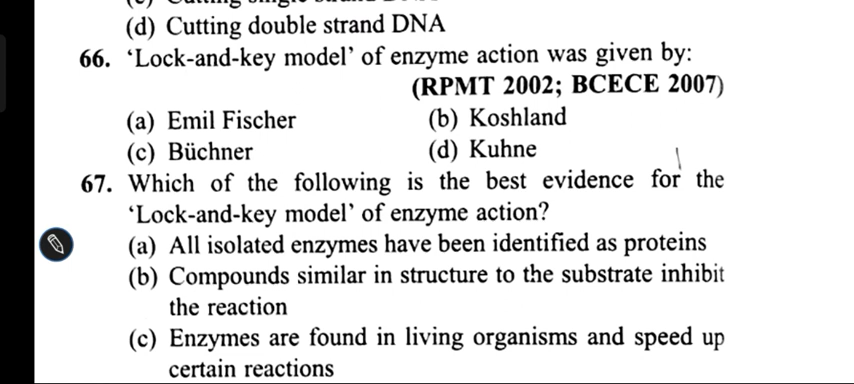 (d) Cutting double strand DNA
66. ‘Lock-and-key model’ of enzyme action was given by:
(RPMT 2002; BCECE 2007)
(a) Emil Fischer (b) Koshland
(c) Büchner (d) Kuhne
67. Which of the following is the best evidence for the
‘Lock-and-key model’ of enzyme action?
(a) All isolated enzymes have been identified as proteins
(b) Compounds similar in structure to the substrate inhibit
the reaction
(c) Enzymes are found in living organisms and speed up
certain reactions